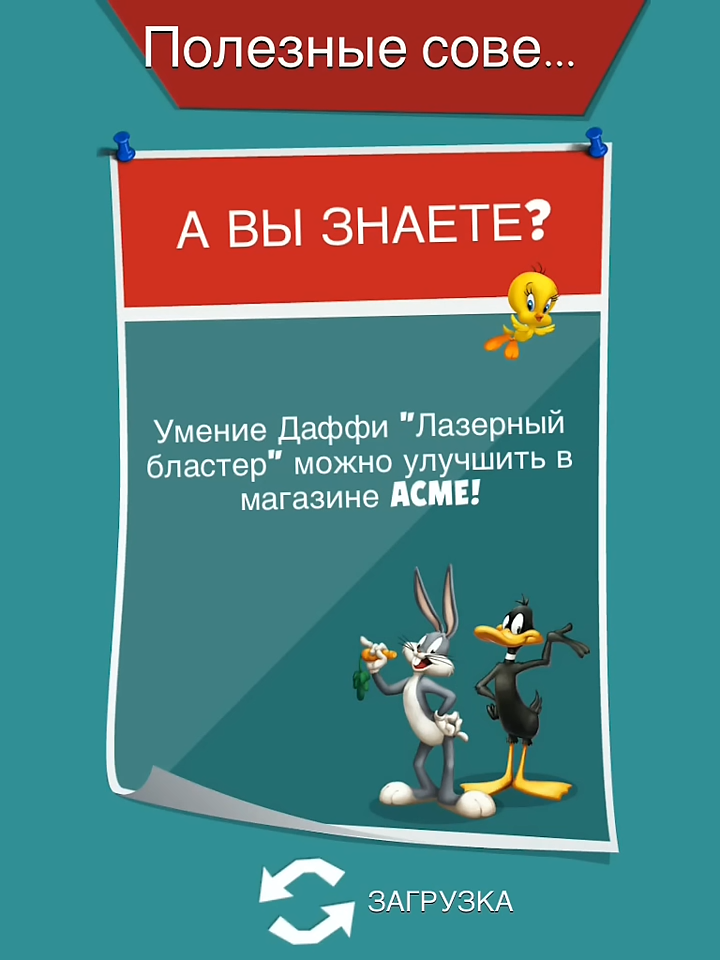 Полезные сове...
А ВЫ ЗНАЕТЕ?
Умение Даффи "Лазерный
бластер" можно улучшить в
магазине ACME!
ЗАГРУЗКА